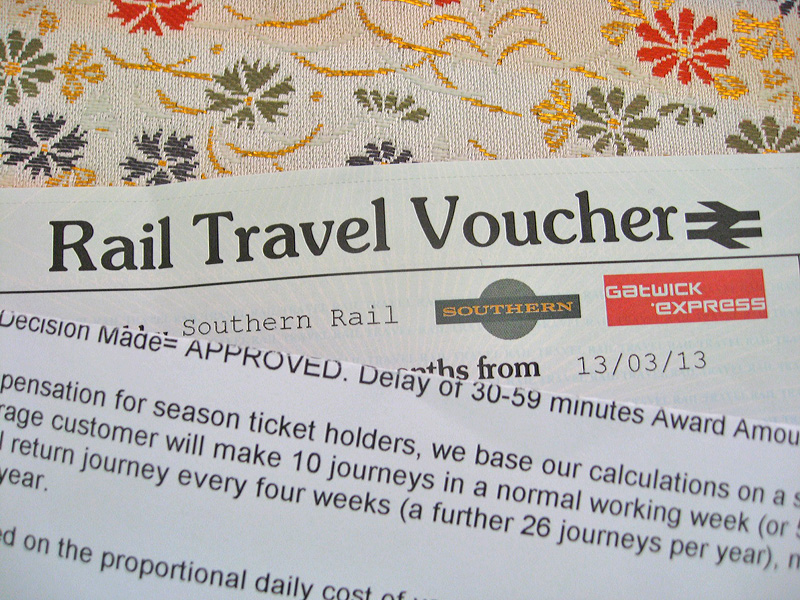 Rail Travel Voucher
Southern Rail
SOUTHERN
GATWICK EXPRESS
from 13/03/13
Decision Made= APPROVED. Delay of 30-59 minutes Award Amou
pensation for season ticket holders, we base our calculations on a s
rage customer will make 10 journeys in a normal working week (or 5
l return journey every four weeks (a further 26 journeys per year), n
year.
ed on the proportional daily cost of